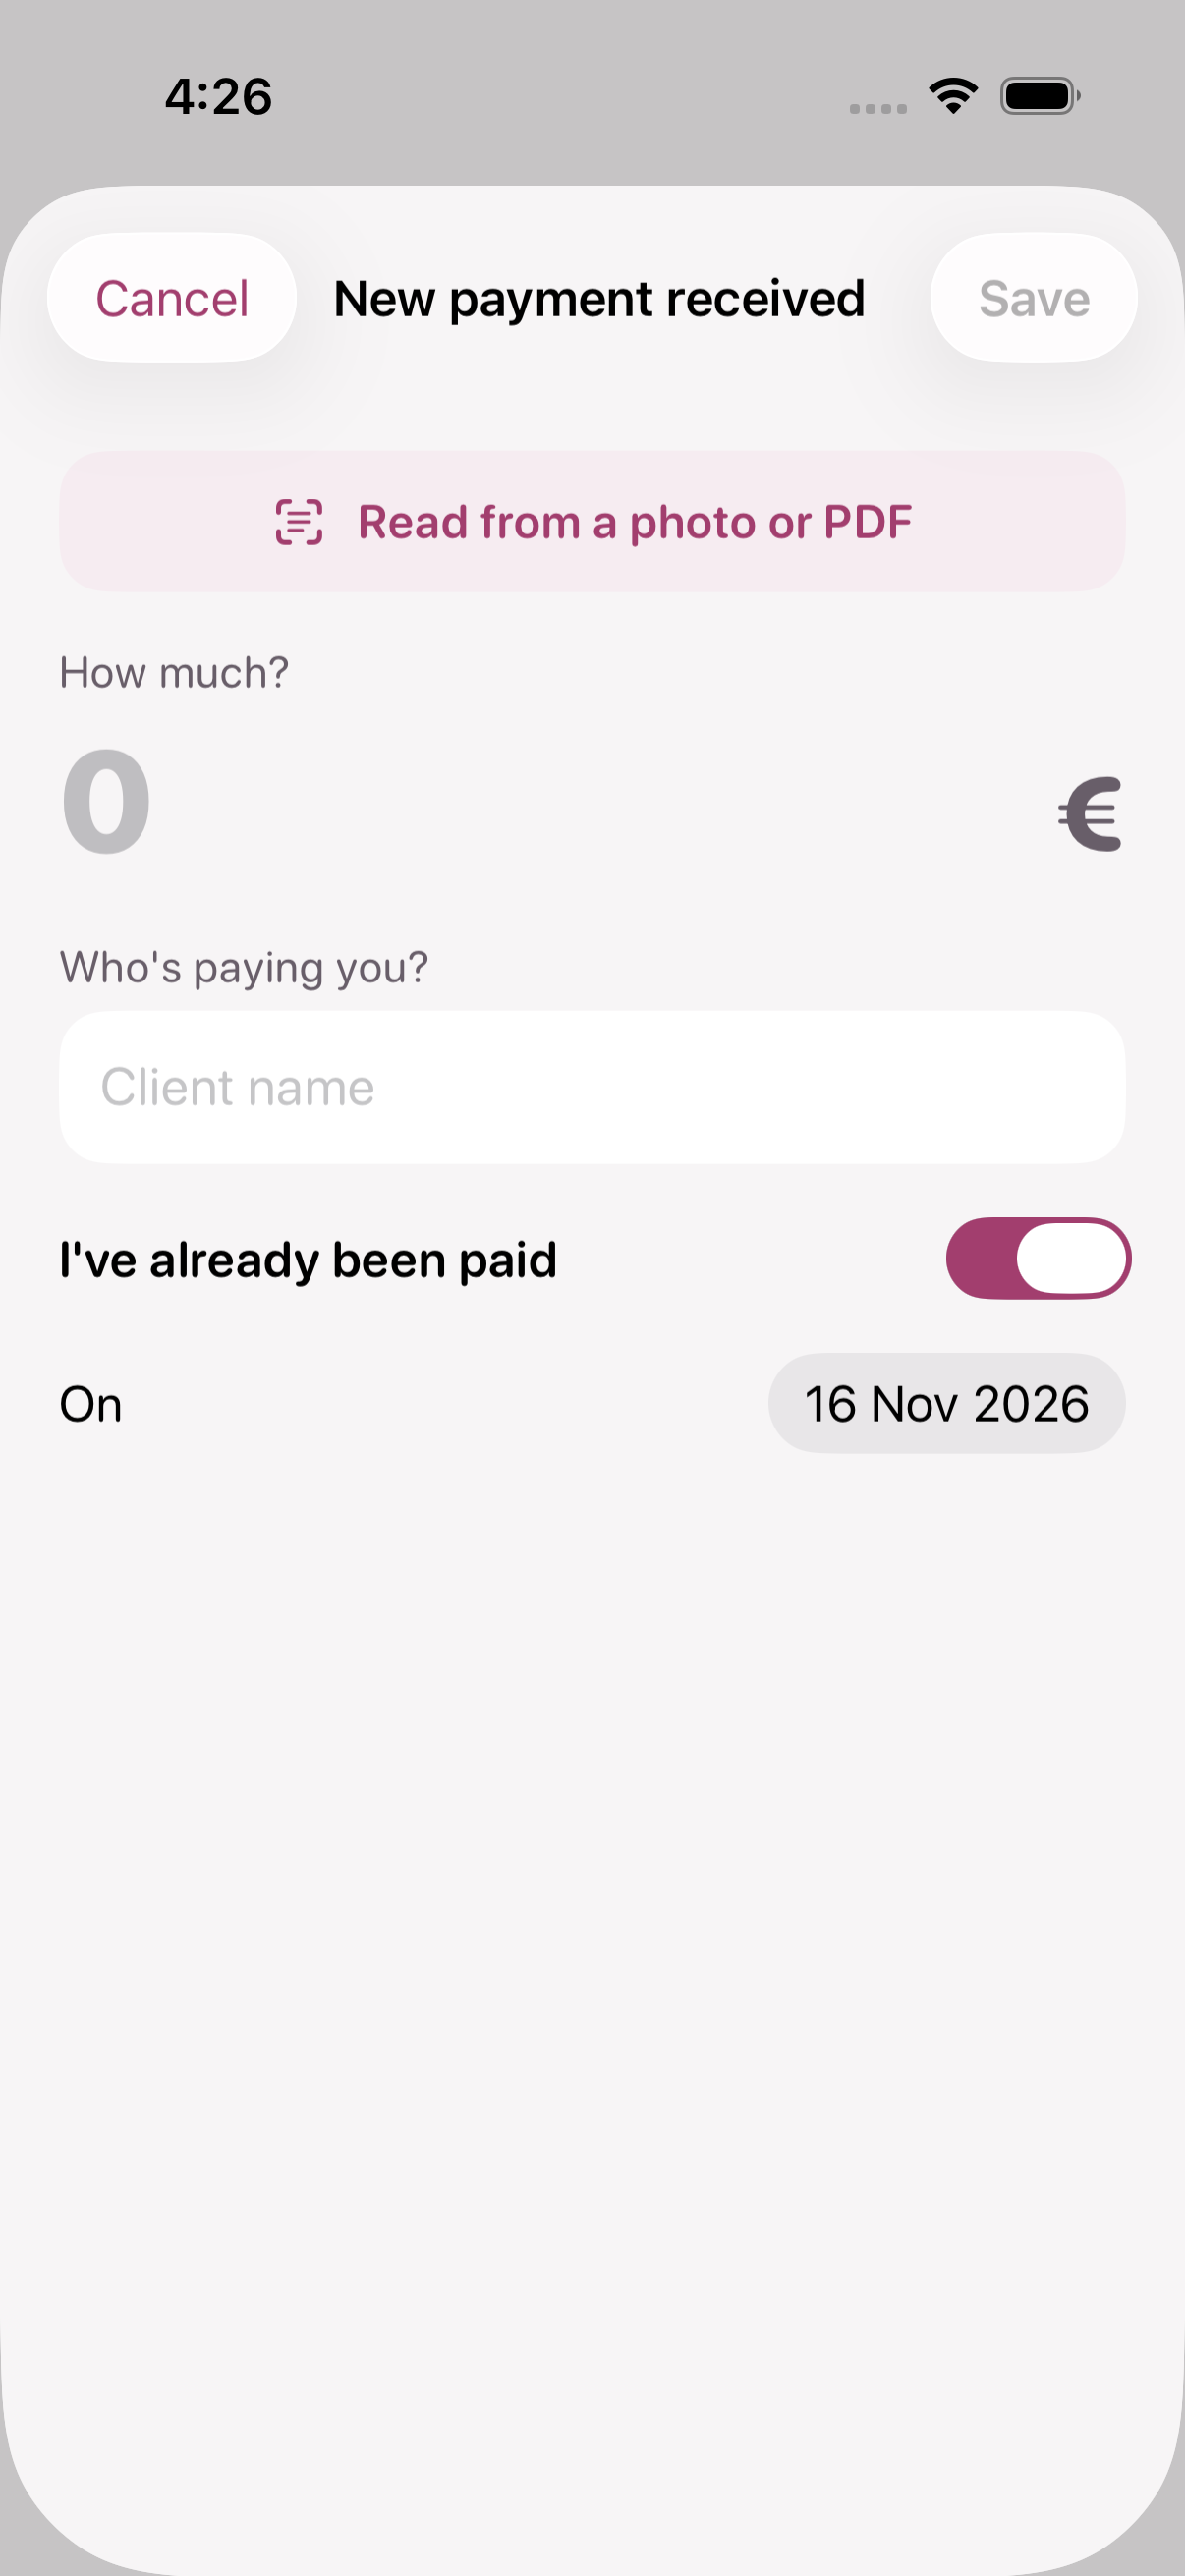 4:26
Cancel
New payment received
Save
Read from a photo or PDF
How much?
0
€
Who's paying you?
Client name
I've already been paid
On
16 Nov 2026